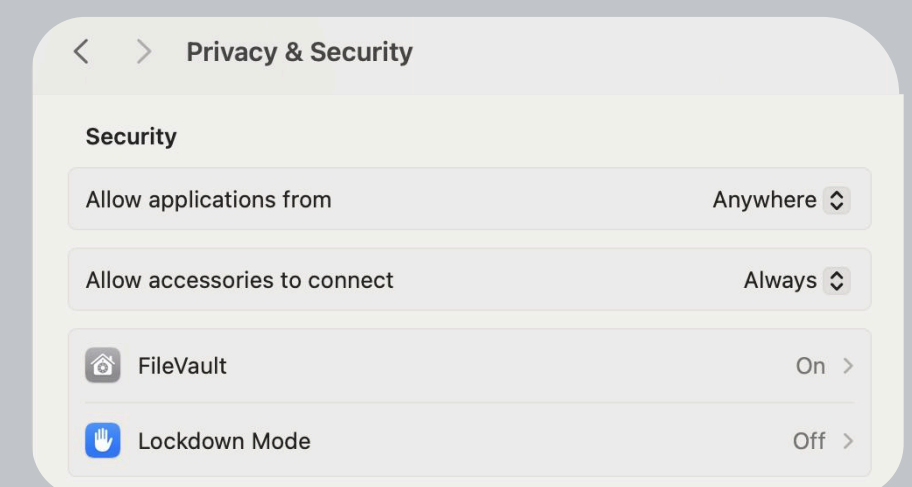 Privacy & Security
Security
Allow applications from Anywhere
Allow accessories to connect Always
FileVault On
Lockdown Mode Off